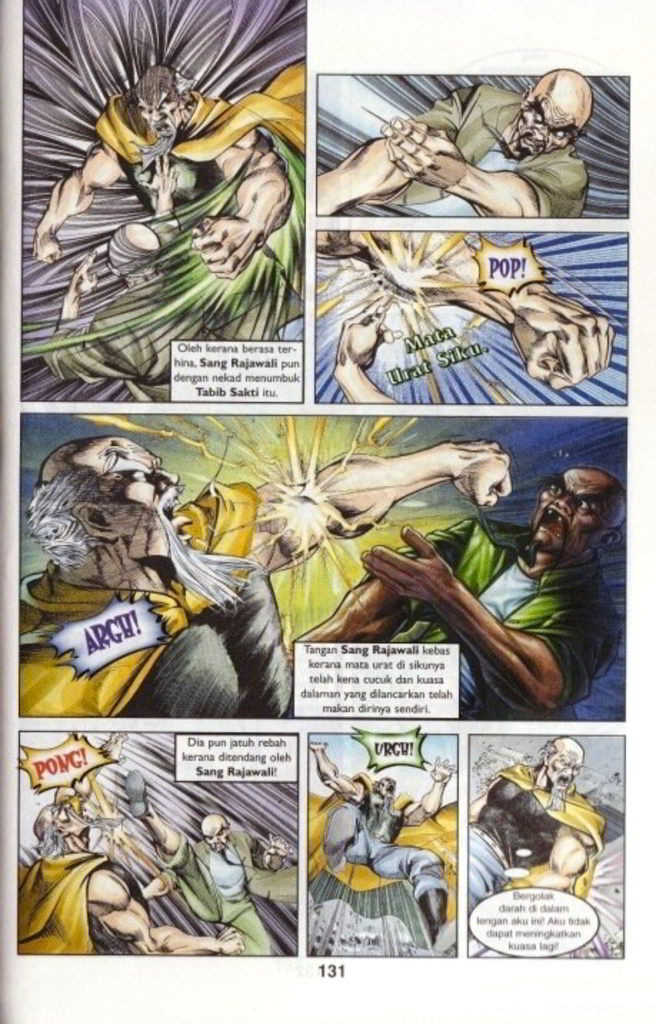 Oleh kerana berasa ter-
hina, Sang Rajawali pun
dengan nekad menumbuk
Tabib Sakti itu.
POP!
Mata
Urat Siku.
ARGH!
Tangan Sang Rajawali kebas
kerana mata urat di sikunya
telah kena cucuk dan kuasa
dalaman yang dilancarkan telah
makan dirinya sendiri.
PONG!
Dia pun jatuh rebah
kerana ditendang oleh
Sang Rajawali!
URGH!
Bergolak
darah di dalam
lengan aku ini! Aku tidak
dapat meningkatkan
kuasa lagi!
131